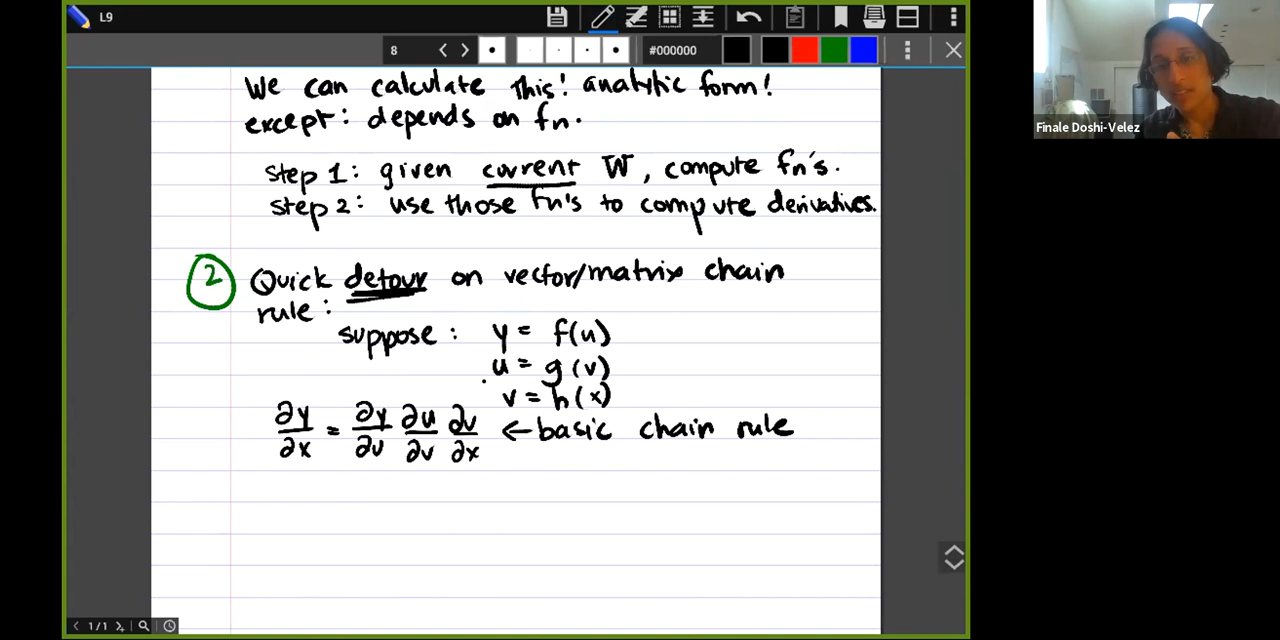 L9
8
#000000
Finale Doshi-Velez
We can calculate this! analytic form!
except: depends on fn.
step 1: given current W, compute fn's.
step 2: use those fn's to compute derivatives.
2 Quick detour on vector/matrix chain
rule:
suppose: y = f(u)
u = g(v)
v = h(x)
∂y/∂x = ∂y/∂u ∂u/∂v ∂v/∂x ← basic chain rule
1/1